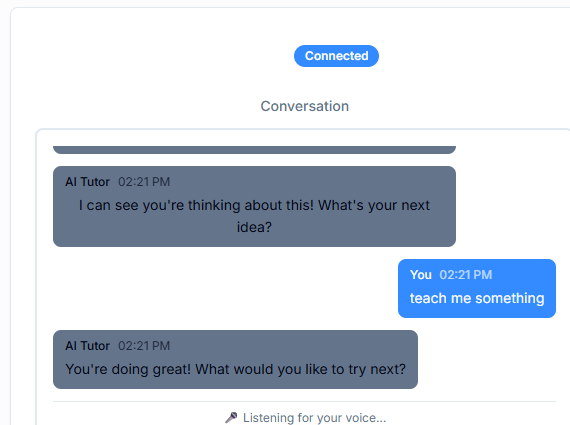 Connected
Conversation
AI Tutor 02:21 PM
I can see you're thinking about this! What's your next
idea?
You 02:21 PM
teach me something
AI Tutor 02:21 PM
You're doing great! What would you like to try next?
🎤 Listening for your voice...